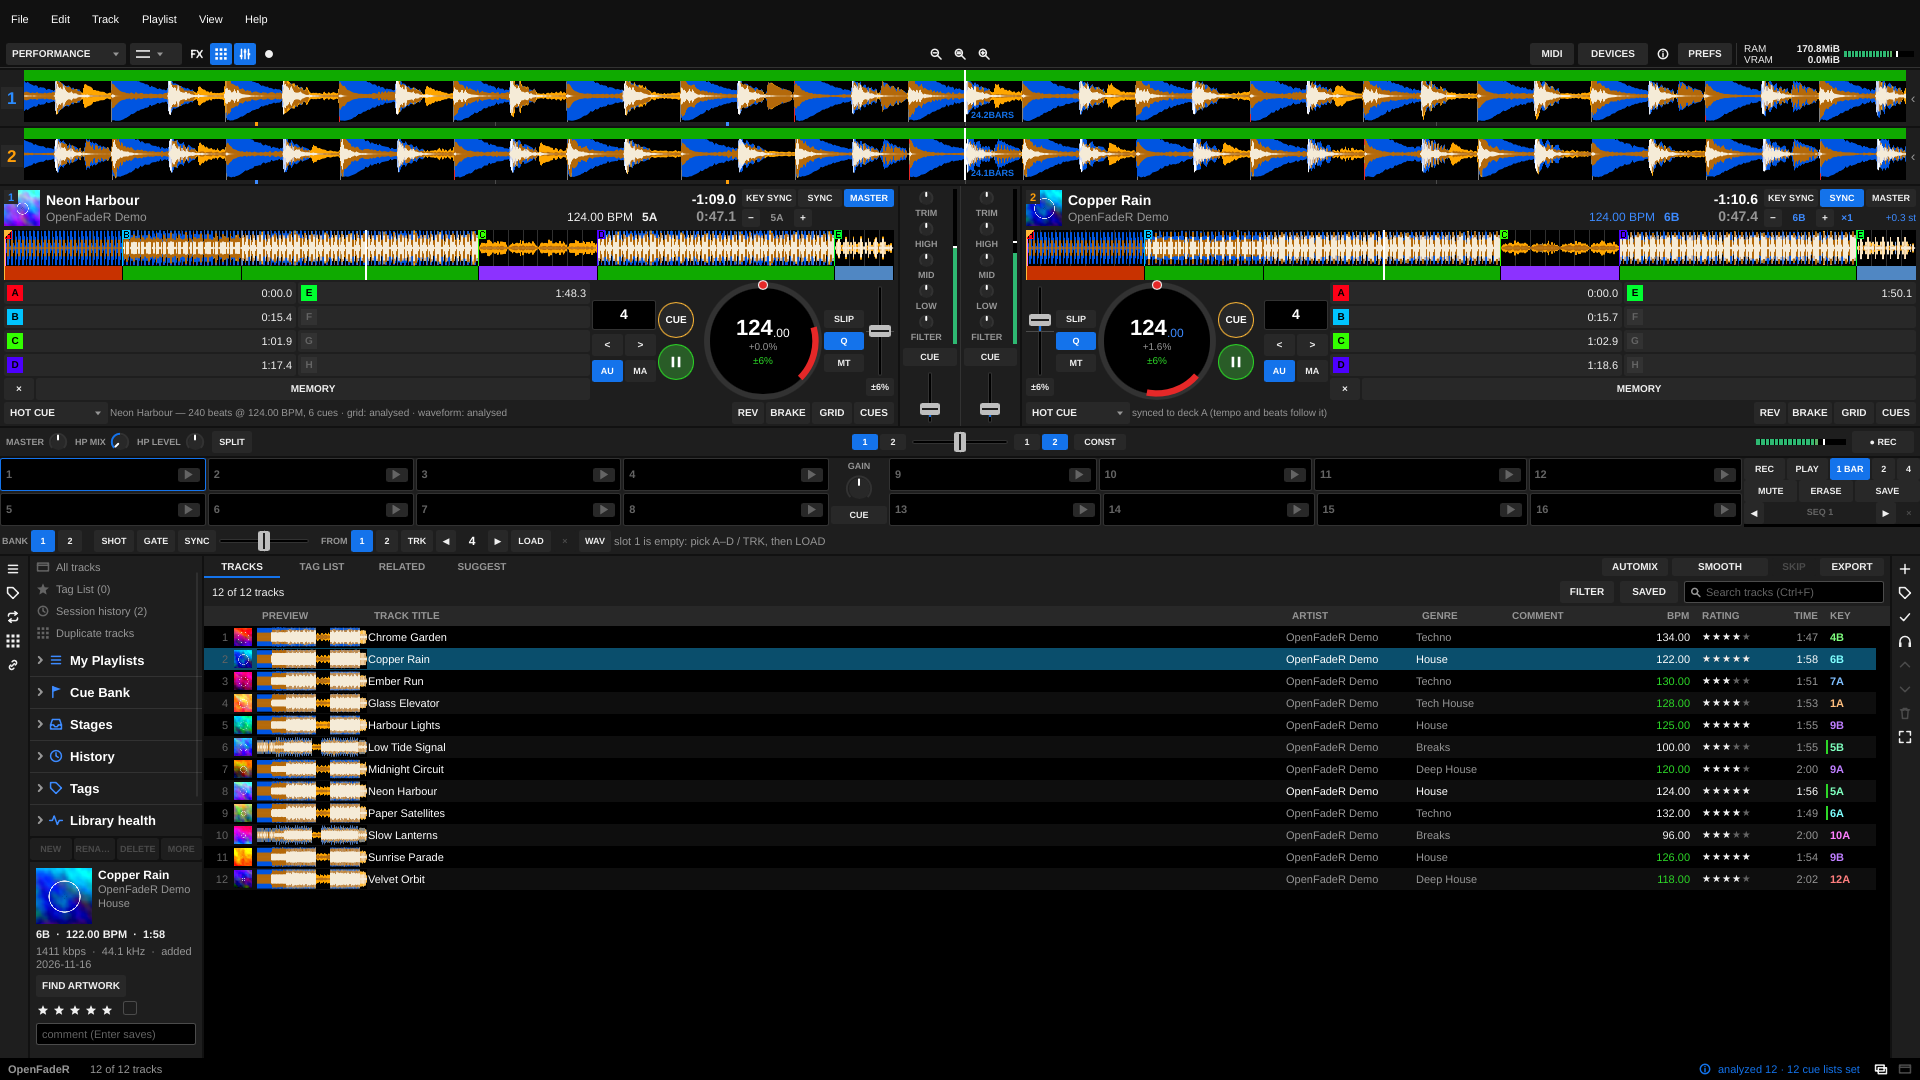 File Edit Track Playlist View Help
PERFORMANCE FX MIDI DEVICES PREFS RAM 170.8MiB
VRAM 0.0MiB
1 24.2BARS
2 24.1BARS
1 Neon Harbour -1:09.0 KEY SYNC SYNC MASTER
OpenFadeR Demo 124.00 BPM 5A 0:47.1 − 5A +
TRIM TRIM
HIGH HIGH
MID MID
LOW LOW
FILTER FILTER
CUE CUE
2 Copper Rain -1:10.6 KEY SYNC SYNC MASTER
OpenFadeR Demo 124.00 BPM 6B 0:47.4 − 6B + ×1 +0.3 st
B C D E
B C D E
A 0:00.0 E 1:48.3
B 0:15.4 F
C 1:01.9 G
D 1:17.4 H
× MEMORY
4 CUE
< >
AU MA
124.00
+0.0%
±6%
SLIP
Q
MT
±6%
HOT CUE Neon Harbour — 240 beats @ 124.00 BPM, 6 cues · grid: analysed · waveform: analysed REV BRAKE GRID CUES
SLIP
Q
MT
±6%
124.00
+1.6%
±6%
CUE 4
< >
AU MA
A 0:00.0 E 1:50.1
B 0:15.7 F
C 1:02.9 G
D 1:18.6 H
× MEMORY
HOT CUE synced to deck A (tempo and beats follow it) REV BRAKE GRID CUES
MASTER HP MIX HP LEVEL SPLIT 1 2 1 2 CONST ● REC
1 2 3 4 GAIN 9 10 11 12 REC PLAY 1 BAR 2 4
MUTE ERASE SAVE
5 6 7 8 CUE 13 14 15 16 ◀ SEQ 1 ▶ ×
BANK 1 2 SHOT GATE SYNC FROM 1 2 TRK ◀ 4 ▶ LOAD × WAV slot 1 is empty: pick A–D / TRK, then LOAD
All tracks
Tag List (0)
Session history (2)
Duplicate tracks
My Playlists
Cue Bank
Stages
History
Tags
Library health
NEW RENA... DELETE MORE
Copper Rain
OpenFadeR Demo
House
6B · 122.00 BPM · 1:58
1411 kbps · 44.1 kHz · added
2026-11-16
FIND ARTWORK
★ ★ ★ ★ ★
comment (Enter saves)
TRACKS TAG LIST RELATED SUGGEST AUTOMIX SMOOTH SKIP EXPORT
12 of 12 tracks FILTER SAVED Search tracks (Ctrl+F)
PREVIEW TRACK TITLE ARTIST GENRE COMMENT BPM RATING TIME KEY
1 Chrome Garden OpenFadeR Demo Techno 134.00 ★★★★★ 1:47 4B
2 Copper Rain OpenFadeR Demo House 122.00 ★★★★★ 1:58 6B
3 Ember Run OpenFadeR Demo Techno 130.00 ★★★★★ 1:51 7A
4 Glass Elevator OpenFadeR Demo Tech House 128.00 ★★★★★ 1:53 1A
5 Harbour Lights OpenFadeR Demo House 125.00 ★★★★★ 1:55 9B
6 Low Tide Signal OpenFadeR Demo Breaks 100.00 ★★★★★ 1:55 5B
7 Midnight Circuit OpenFadeR Demo Deep House 120.00 ★★★★★ 2:00 9A
8 Neon Harbour OpenFadeR Demo House 124.00 ★★★★★ 1:56 5A
9 Paper Satellites OpenFadeR Demo Techno 132.00 ★★★★★ 1:49 6A
10 Slow Lanterns OpenFadeR Demo Breaks 96.00 ★★★★★ 2:00 10A
11 Sunrise Parade OpenFadeR Demo House 126.00 ★★★★★ 1:54 9B
12 Velvet Orbit OpenFadeR Demo Deep House 118.00 ★★★★★ 2:02 12A
OpenFadeR 12 of 12 tracks analyzed 12 · 12 cue lists set